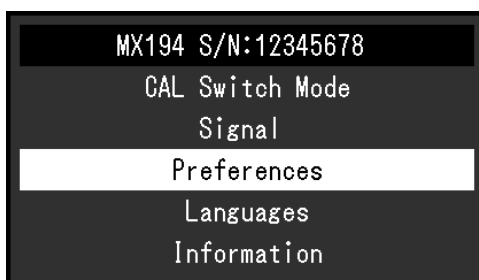 MX194 S/N:12345678
CAL Switch Mode
Signal
Preferences
Languages
Information